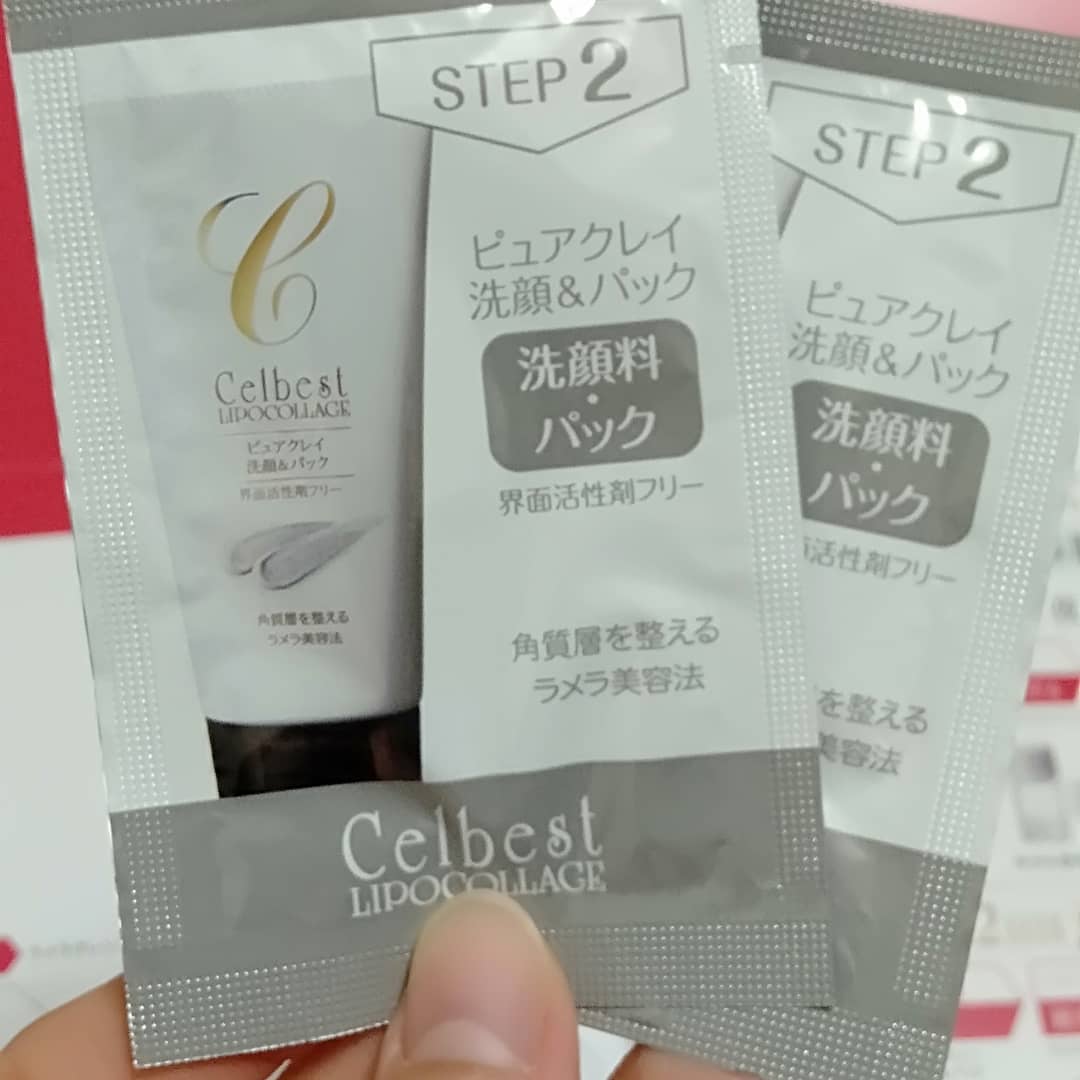 STEP 2
ピュアクレイ
洗顔&パック
洗顔料
・
パック
界面活性剤フリー
角質層を整える
ラメラ美容法
Celbest
LIPOCOLLAGE
C
Celbest
LIPOCOLLAGE
ピュアクレイ
洗顔&パック
界面活性剤フリー
角質層を整える
ラメラ美容法
STEP 2
ピュアクレイ
洗顔&パック
洗顔料
・
パック
活性剤フリー
を整える
美容法